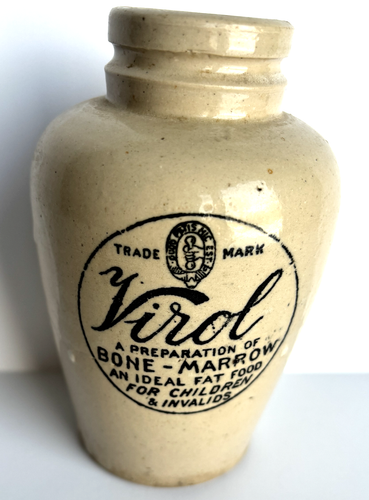 TRADE MARK
Virol
A PREPARATION OF
BONE-MARROW
AN IDEAL FAT FOOD
FOR CHILDREN
& INVALIDS